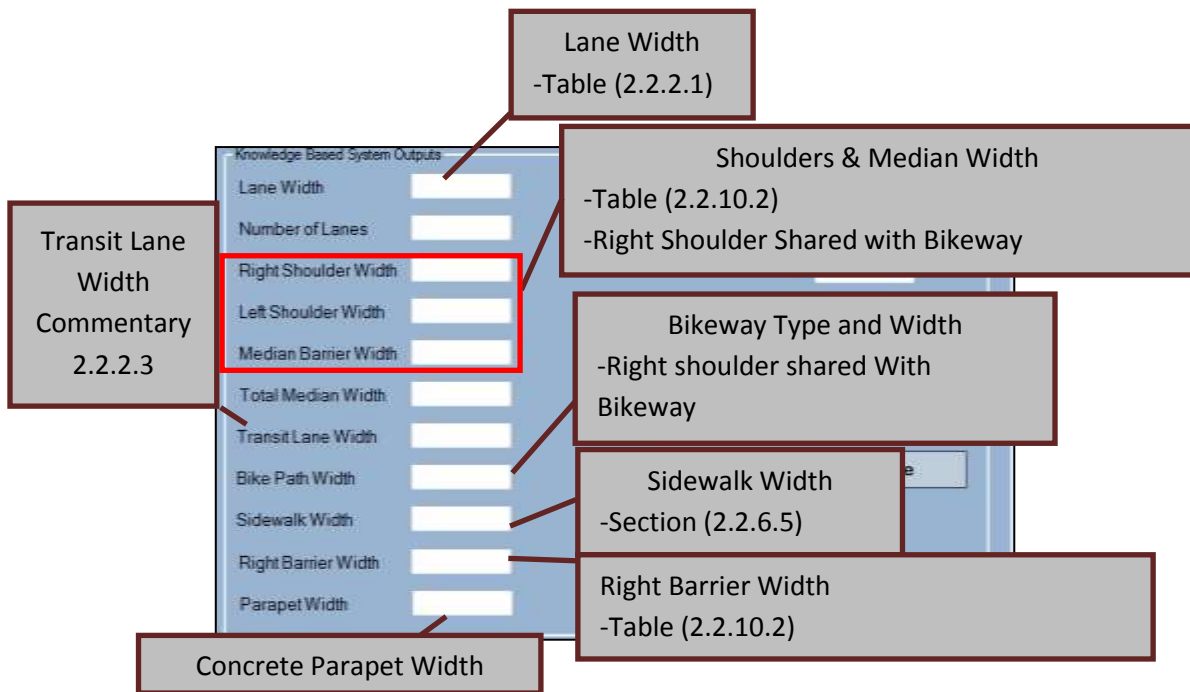 Lane Width
-Table (2.2.2.1)
Knowledge Based System Outputs
Shoulders & Median Width
-Table (2.2.10.2)
-Right Shoulder Shared with Bikeway
Transit Lane
Width
Commentary
2.2.2.3
Lane Width
Number of Lanes
Right Shoulder Width
Left Shoulder Width
Median Barrier Width
Total Median Width
Transit Lane Width
Bike Path Width
Sidewalk Width
Right Barrier Width
Parapet Width
Bikeway Type and Width
-Right shoulder shared With
Bikeway
e
Sidewalk Width
-Section (2.2.6.5)
Right Barrier Width
-Table (2.2.10.2)
Concrete Parapet Width